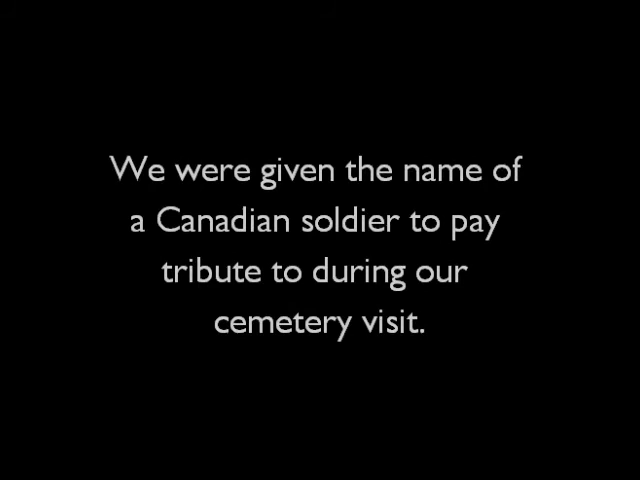 We were given the name of
a Canadian soldier to pay
tribute to during our
cemetery visit.